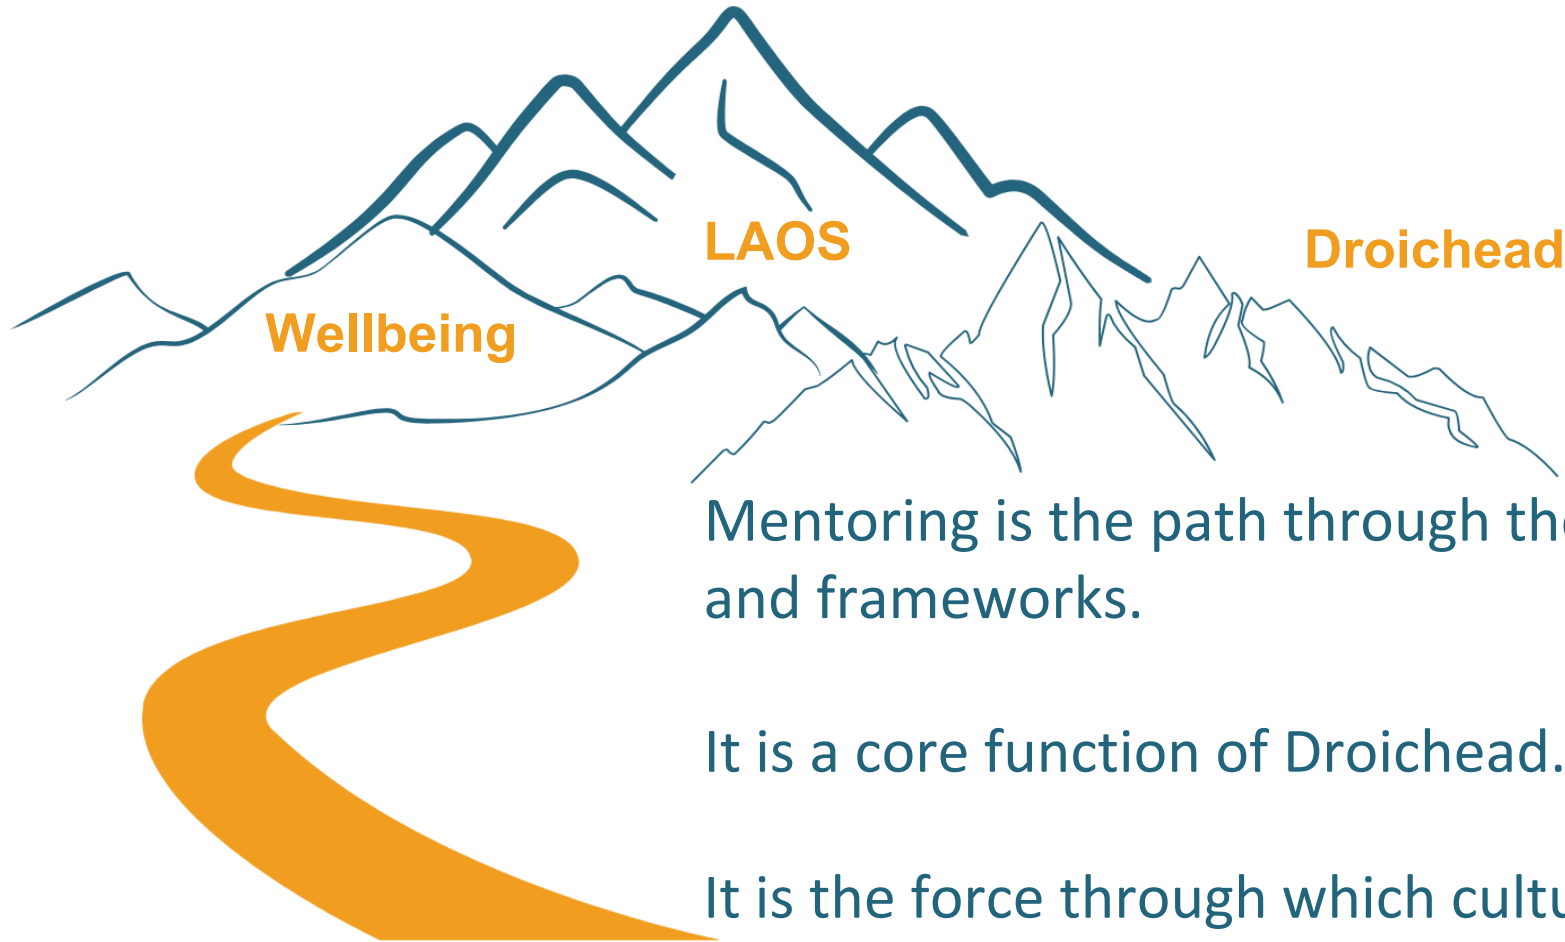 LAOS
Droichead
Wellbeing
Mentoring is the path through
and frameworks.
It is a core function of Droichead.
It is the force through which